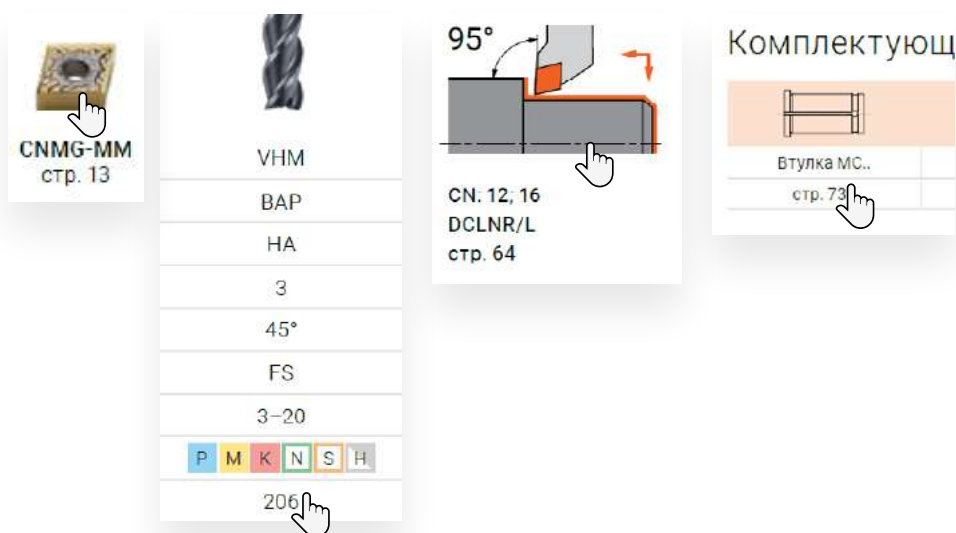 CNMG-MM
стр. 13
VHM
BAP
HA
3
45°
FS
3–20
P M K N S H
206
95°
CN: 12; 16
DCLNR/L
стр. 64
Комплектующ
Втулка MC..
стр. 73